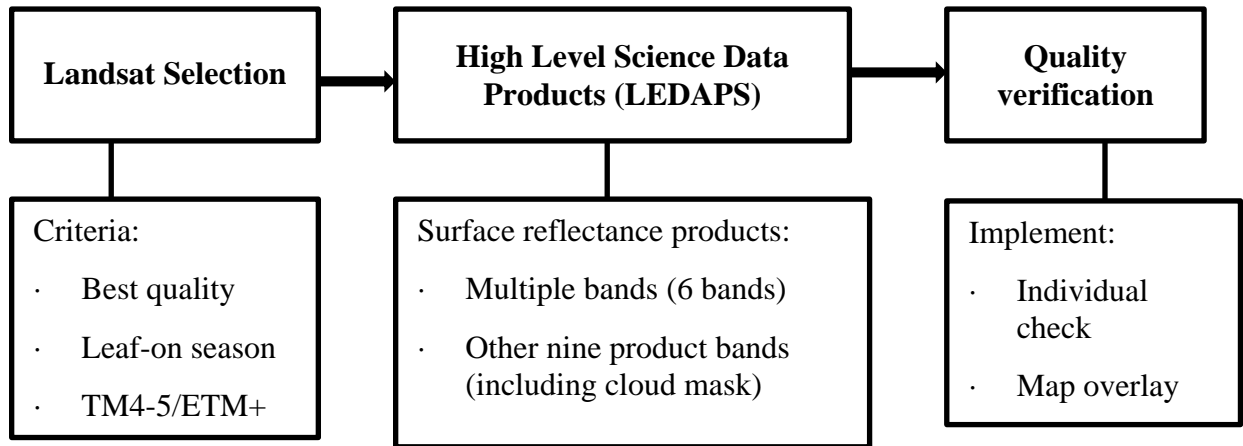 Landsat Selection
High Level Science Data
Products (LEDAPS)
Quality
verification
Criteria:
· Best quality
· Leaf-on season
· TM4-5/ETM+
Surface reflectance products:
· Multiple bands (6 bands)
· Other nine product bands
(including cloud mask)
Implement:
· Individual
check
· Map overlay